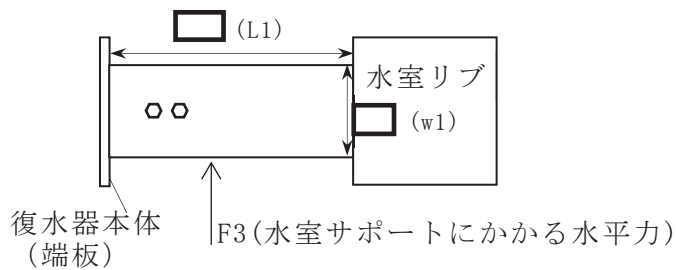 (L1)
水室リブ
(w1)
復水器本体
(端板)
F3(水室サポートにかかる水平力)